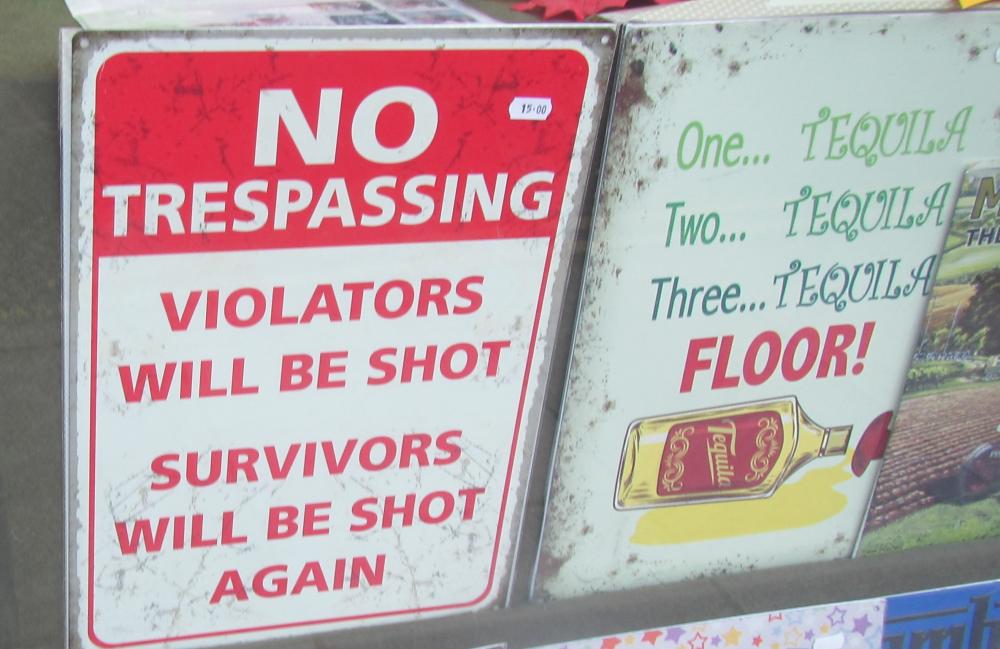 NO
15.00
TRESPASSING
VIOLATORS
WILL BE SHOT
SURVIVORS
WILL BE SHOT
AGAIN
One... TEQUILA
Two... TEQUILA
Three... TEQUILA
FLOOR!
Tequila